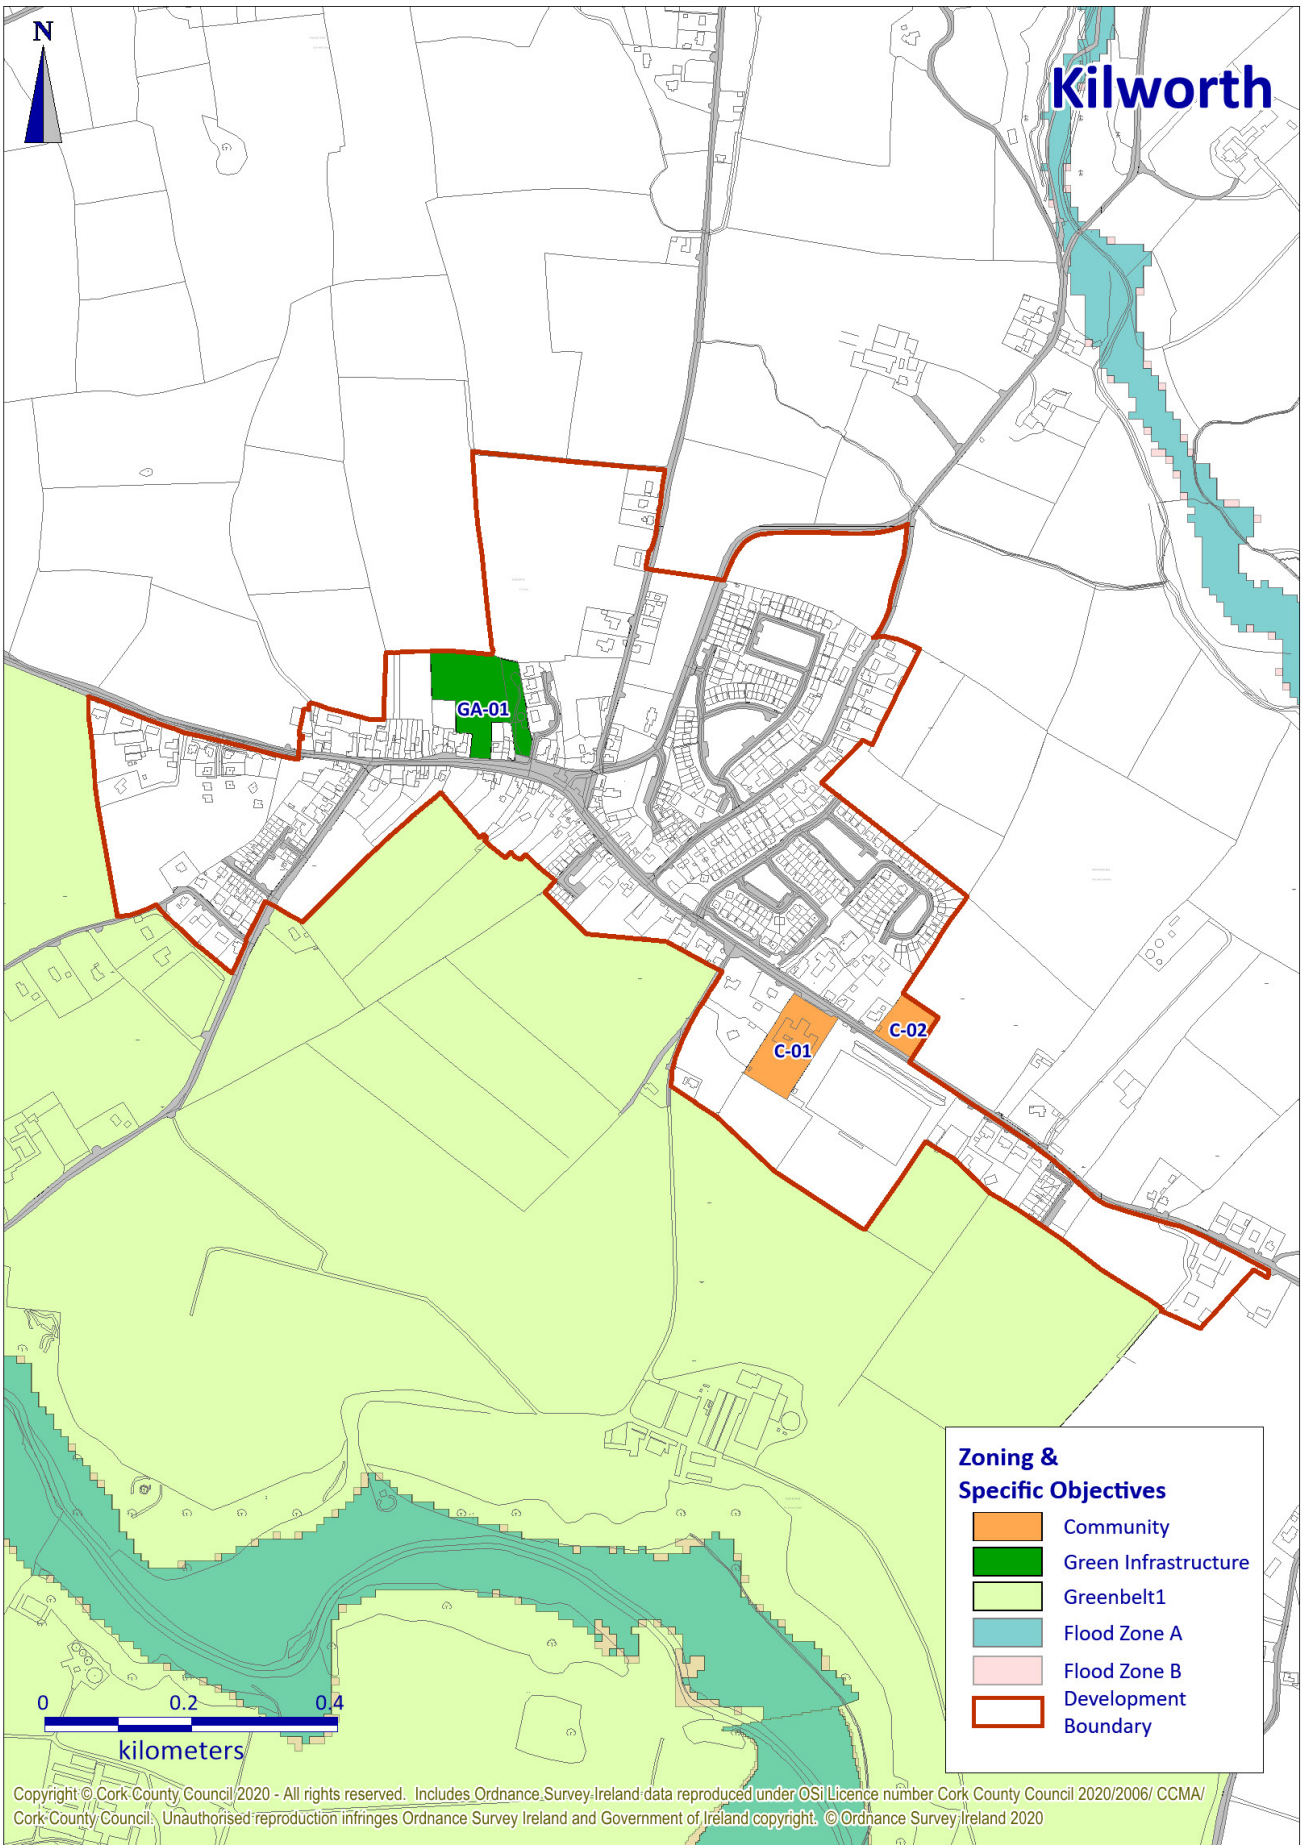 N
Kilworth
GA-01
C-02
C-01
Zoning &
Specific Objectives
Community
Green Infrastructure
Greenbelt1
Flood Zone A
Flood Zone B
Development
Boundary
0 0.2 0.4
kilometers
Copyright © Cork County Council 2020 - All rights reserved. Includes Ordnance Survey Ireland data reproduced under OSi Licence number Cork County Council 2020/2006/ CCMA/
Cork County Council. Unauthorised reproduction infringes Ordnance Survey Ireland and Government of Ireland copyright. © Ordnance Survey Ireland 2020